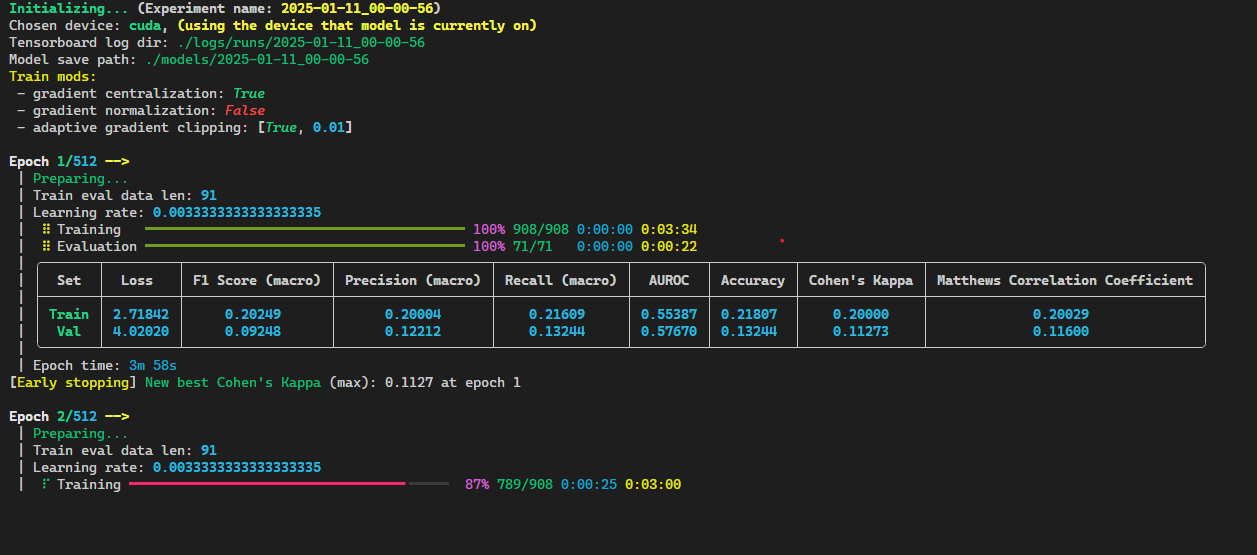 Initializing... (Experiment name: 2025-01-11_00-00-56)
Chosen device: cuda, (using the device that model is currently on)
Tensorboard log dir: ./logs/runs/2025-01-11_00-00-56
Model save path: ./models/2025-01-11_00-00-56
Train mods:
- gradient centralization: True
- gradient normalization: False
- adaptive gradient clipping: [True, 0.01]
Epoch 1/512 -->
| Preparing...
| Train eval data len: 91
| Learning rate: 0.0033333333333333335
| Training 100% 908/908 0:00:00 0:03:34
| Evaluation 100% 71/71 0:00:00 0:00:22
| Set Loss F1 Score (macro) Precision (macro) Recall (macro) AUROC Accuracy Cohen's Kappa Matthews Correlation Coefficient
| Train 2.71842 0.20249 0.20004 0.21609 0.55387 0.21807 0.20000 0.20029
| Val 4.02020 0.09248 0.12212 0.13244 0.57670 0.13244 0.11273 0.11600
| Epoch time: 3m 58s
[Early stopping] New best Cohen's Kappa (max): 0.1127 at epoch 1
Epoch 2/512 -->
| Preparing...
| Train eval data len: 91
| Learning rate: 0.0033333333333333335
| Training 87% 789/908 0:00:25 0:03:00